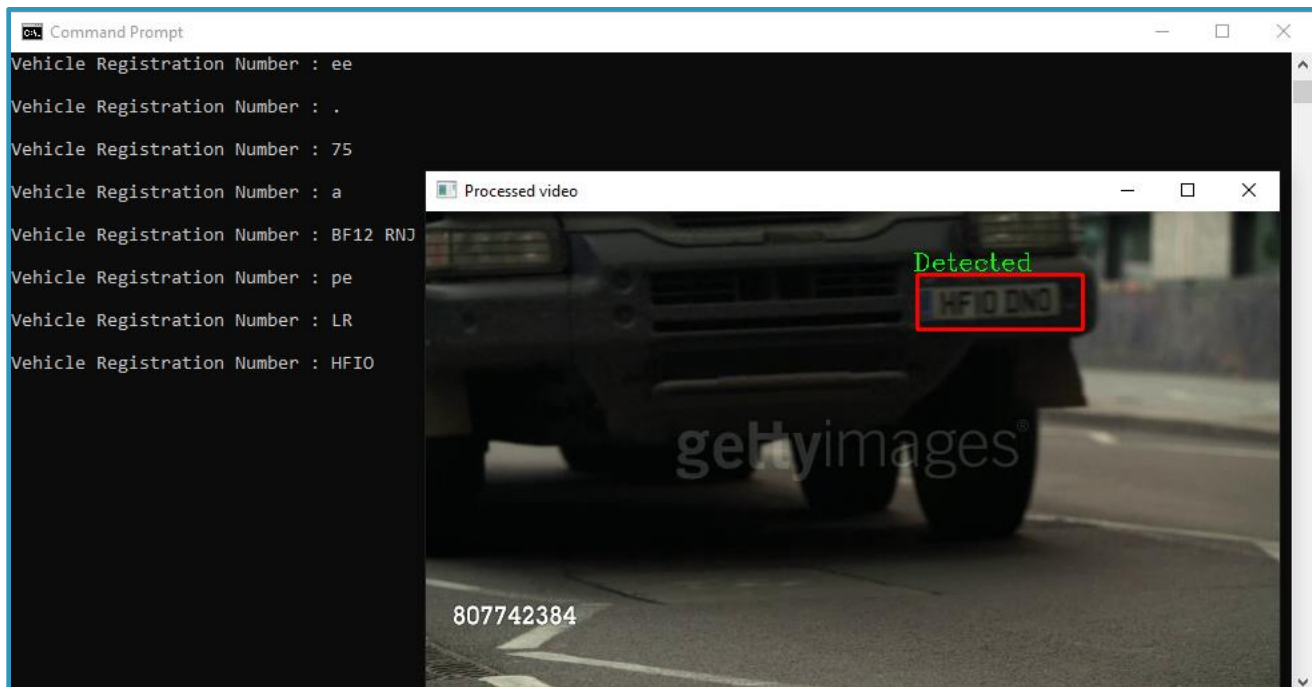 Command Prompt
Vehicle Registration Number : ee
Vehicle Registration Number : .
Vehicle Registration Number : 75
Vehicle Registration Number : a
Vehicle Registration Number : BF12 RNJ
Vehicle Registration Number : pe
Vehicle Registration Number : LR
Vehicle Registration Number : HFIO
Processed video
Detected
HF10 DNO
gettyimages®
807742384